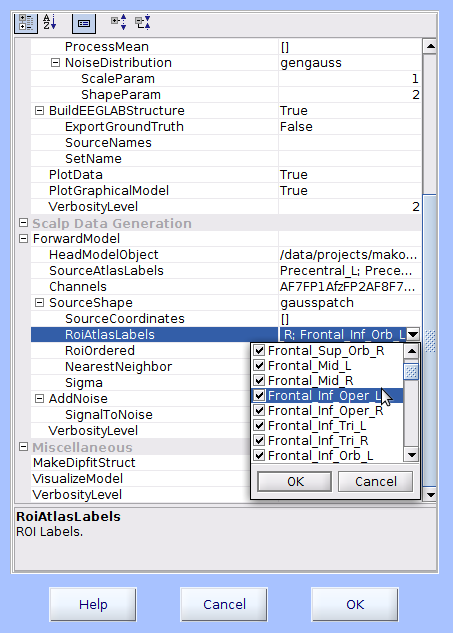 ProcessMean []
NoiseDistribution gengauss
ScaleParam 1
ShapeParam 2
BuildEEGLABStructure True
ExportGroundTruth False
SourceNames
SetName
PlotData True
PlotGraphicalModel True
VerbosityLevel 2
Scalp Data Generation
ForwardModel
HeadModelObject /data/projects/mako...
SourceAtlasLabels Precentral_L; Prece...
Channels AF7FP1AfzFP2AF8F7...
SourceShape gausspatch
SourceCoordinates []
RoiAtlasLabels R; Frontal_Inf_Orb_L
RoiOrdered
NearestNeighbor
Sigma
AddNoise
SignalToNoise
VerbosityLevel
Miscellaneous
MakeDipfitStruct
VisualizeModel
VerbosityLevel
Frontal_Sup_Orb_R
Frontal_Mid_L
Frontal_Mid_R
Frontal_Inf_Oper_L
Frontal_Inf_Oper_R
Frontal_Inf_Tri_L
Frontal_Inf_Tri_R
Frontal_Inf_Orb_L
OK Cancel
RoiAtlasLabels
ROI Labels.
Help Cancel OK